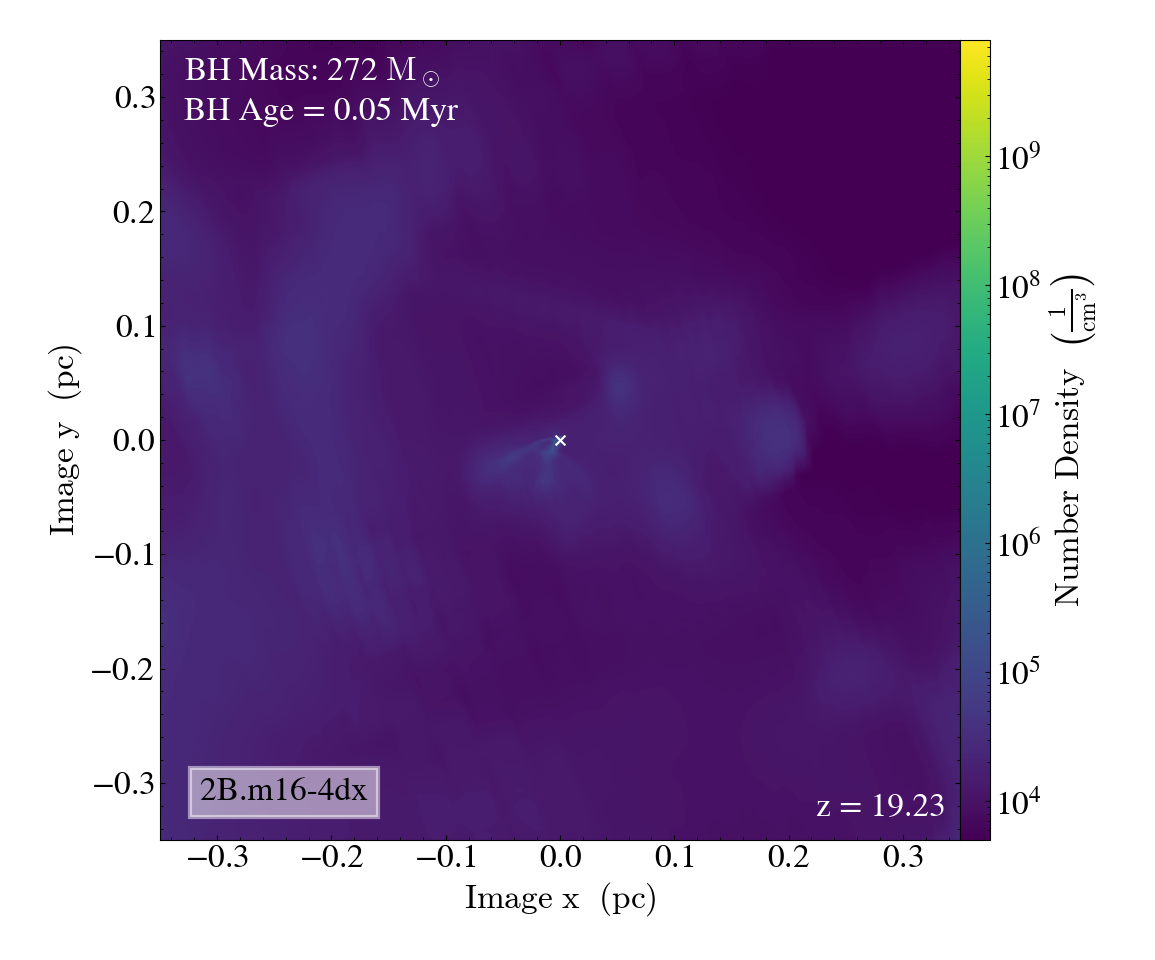 BH Mass: 272 M☉
BH Age = 0.05 Myr
0.3
0.2
0.1
0.0
−0.1
−0.2
−0.3
Image y (pc)
2B.m16-4dx
z = 19.23
−0.3 −0.2 −0.1 0.0 0.1 0.2 0.3
Image x (pc)
10⁹
10⁸
10⁷
10⁶
10⁵
10⁴
Number Density (1/cm³)